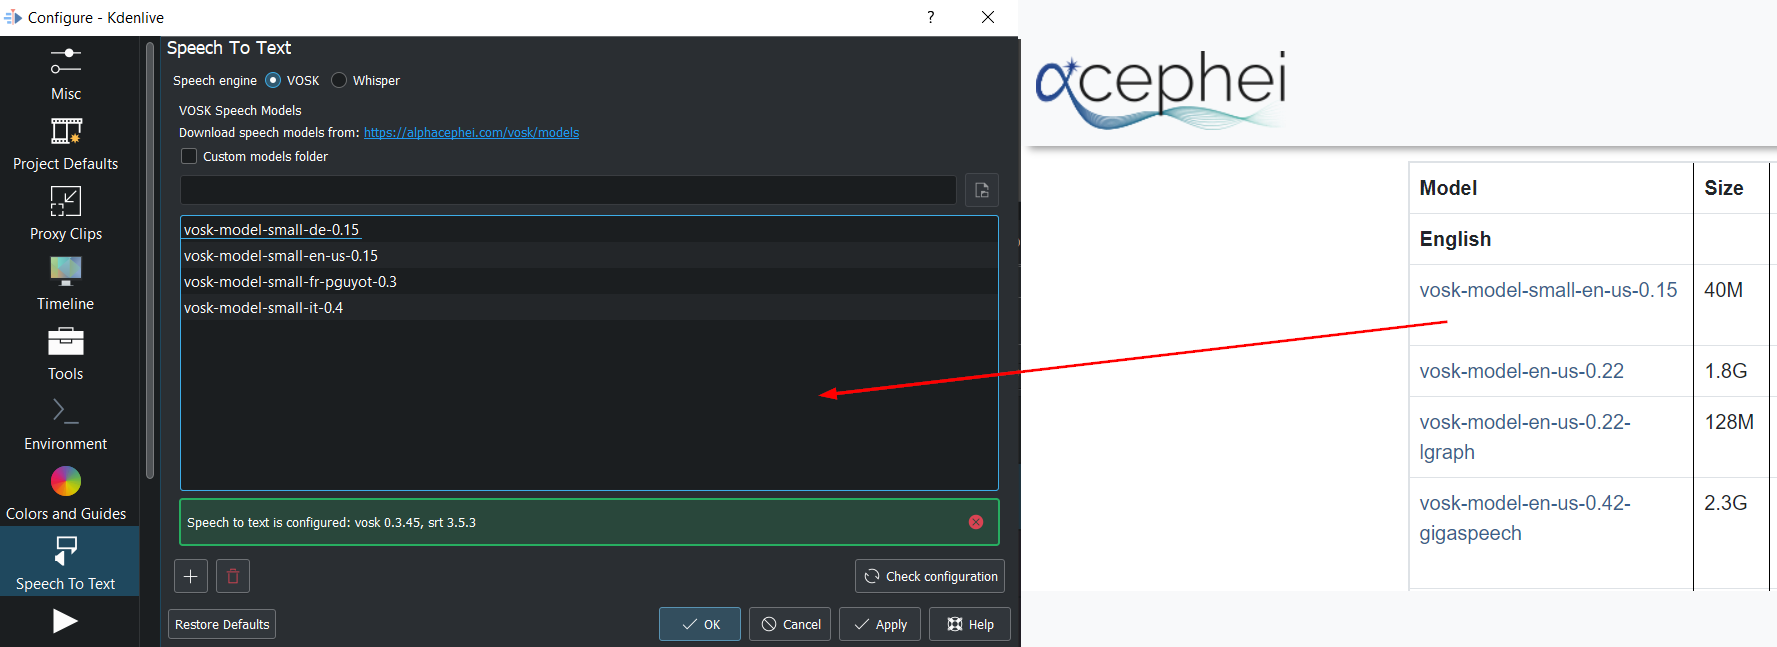 Configure - Kdenlive
?
Misc
Project Defaults
Proxy Clips
Timeline
Tools
Environment
Colors and Guides
Speech To Text
Speech To Text
Speech engine VOSK Whisper
VOSK Speech Models
Download speech models from: https://alphacephei.com/vosk/models
Custom models folder
vosk-model-small-de-0.15
vosk-model-small-en-us-0.15
vosk-model-small-fr-pguyot-0.3
vosk-model-small-it-0.4
Speech to text is configured: vosk 0.3.45, srt 3.5.3
Check configuration
Restore Defaults
OK
Cancel
Apply
Help
αcephei
Model Size
English
vosk-model-small-en-us-0.15 40M
vosk-model-en-us-0.22 1.8G
vosk-model-en-us-0.22- 128M
lgraph
vosk-model-en-us-0.42- 2.3G
gigaspeech